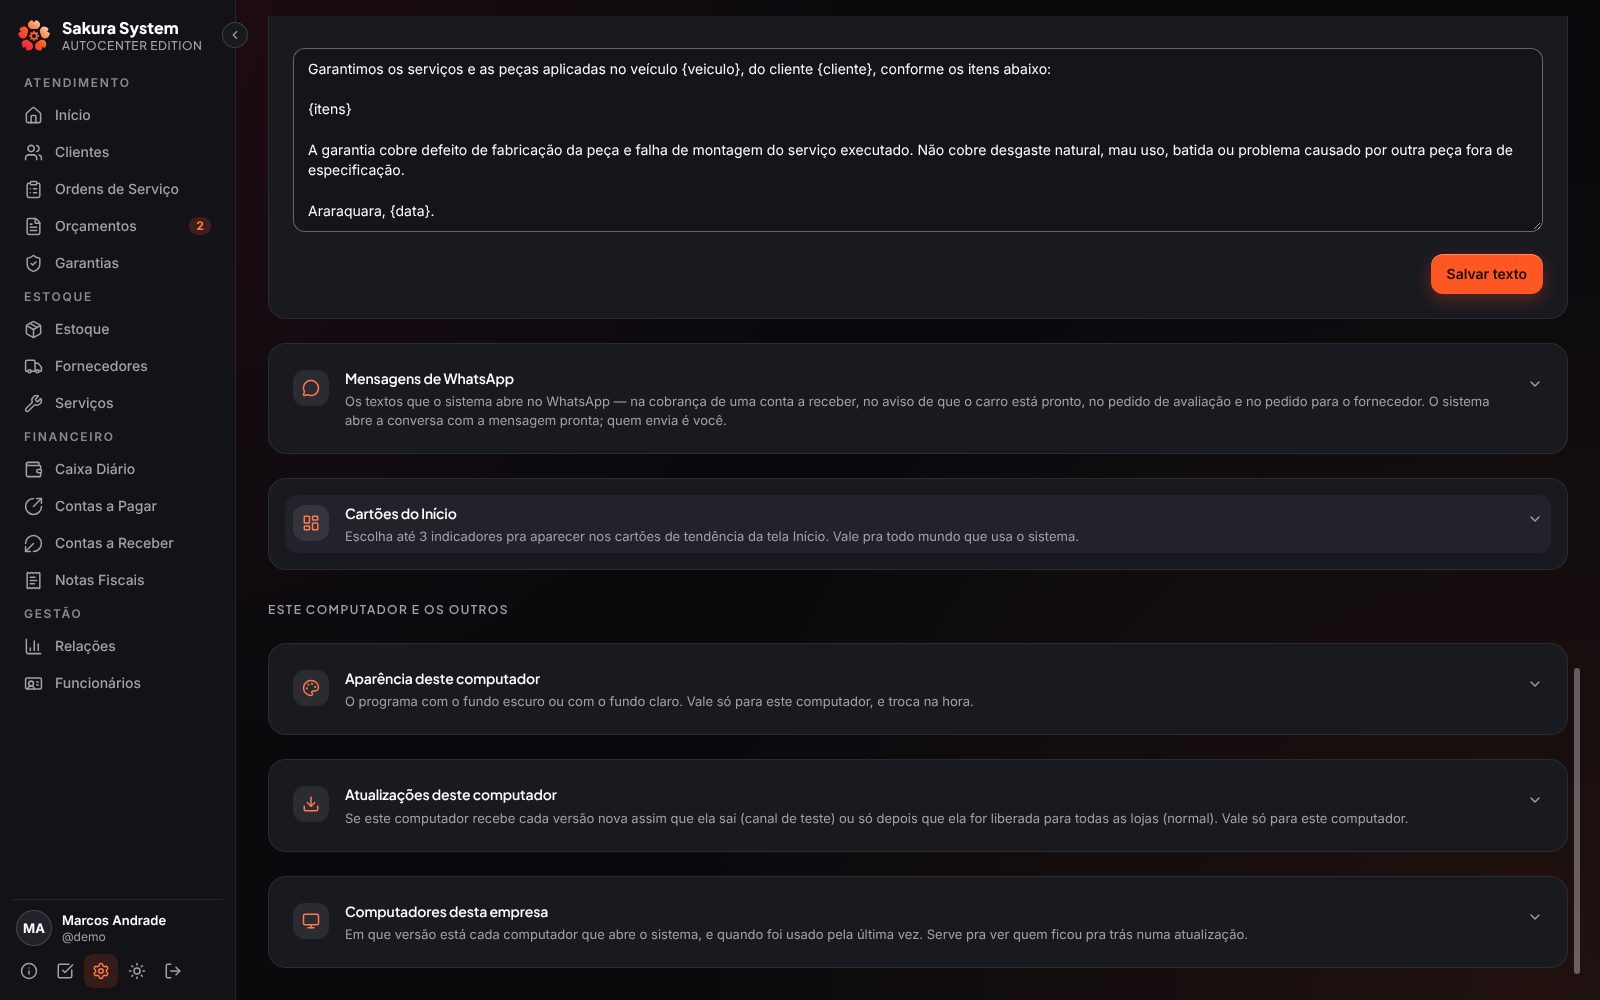 Sakura System
AUTOCENTER EDITION
ATENDIMENTO
Início
Clientes
Ordens de Serviço
Orçamentos
2
Garantias
ESTOQUE
Estoque
Fornecedores
Serviços
FINANCEIRO
Caixa Diário
Contas a Pagar
Contas a Receber
Notas Fiscais
GESTÃO
Relações
Funcionários
MA
Marcos Andrade
@demo
Garantimos os serviços e as peças aplicadas no veículo {veiculo}, do cliente {cliente}, conforme os itens abaixo:
{itens}
A garantia cobre defeito de fabricação da peça e falha de montagem do serviço executado. Não cobre desgaste natural, mau uso, batida ou problema causado por outra peça fora de
especificação.
Araraquara, {data}.
Salvar texto
Mensagens de WhatsApp
Os textos que o sistema abre no WhatsApp — na cobrança de uma conta a receber, no aviso de que o carro está pronto, no pedido de avaliação e no pedido para o fornecedor. O sistema
abre a conversa com a mensagem pronta; quem envia é você.
Cartões do Início
Escolha até 3 indicadores pra aparecer nos cartões de tendência da tela Início. Vale pra todo mundo que usa o sistema.
ESTE COMPUTADOR E OS OUTROS
Aparência deste computador
O programa com o fundo escuro ou com o fundo claro. Vale só para este computador, e troca na hora.
Atualizações deste computador
Se este computador recebe cada versão nova assim que ela sai (canal de teste) ou só depois que ela for liberada para todas as lojas (normal). Vale só para este computador.
Computadores desta empresa
Em que versão está cada computador que abre o sistema, e quando foi usado pela última vez. Serve pra ver quem ficou pra trás numa atualização.